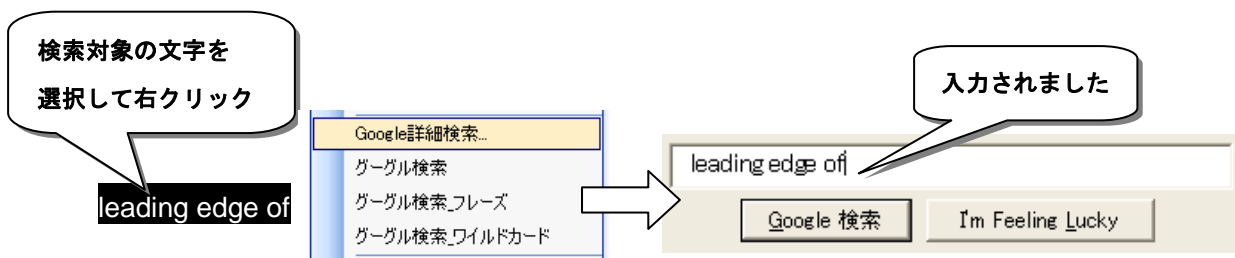 検索対象の文字を
選択して右クリック
leading edge of
Google詳細検索...
グーグル検索
グーグル検索_フレーズ
グーグル検索_ワイルドカード
入力されました
leading edge of
Google 検索
I'm Feeling Lucky